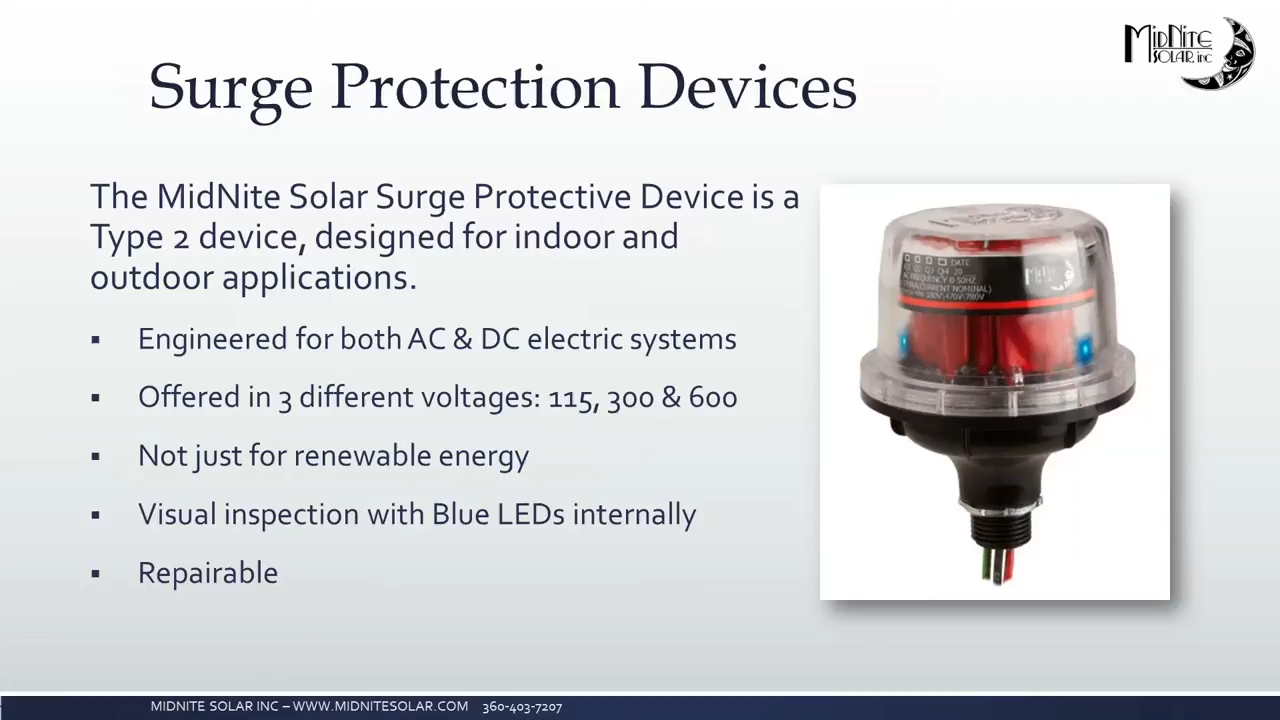 MidNite
Solar, inc
Surge Protection Devices
The MidNite Solar Surge Protective Device is a
Type 2 device, designed for indoor and
outdoor applications.
▪ Engineered for both AC & DC electric systems
▪ Offered in 3 different voltages: 115, 300 & 600
▪ Not just for renewable energy
▪ Visual inspection with Blue LEDs internally
▪ Repairable
DATE
MIDNITE SOLAR INC – WWW.MIDNITESOLAR.COM 360-403-7207